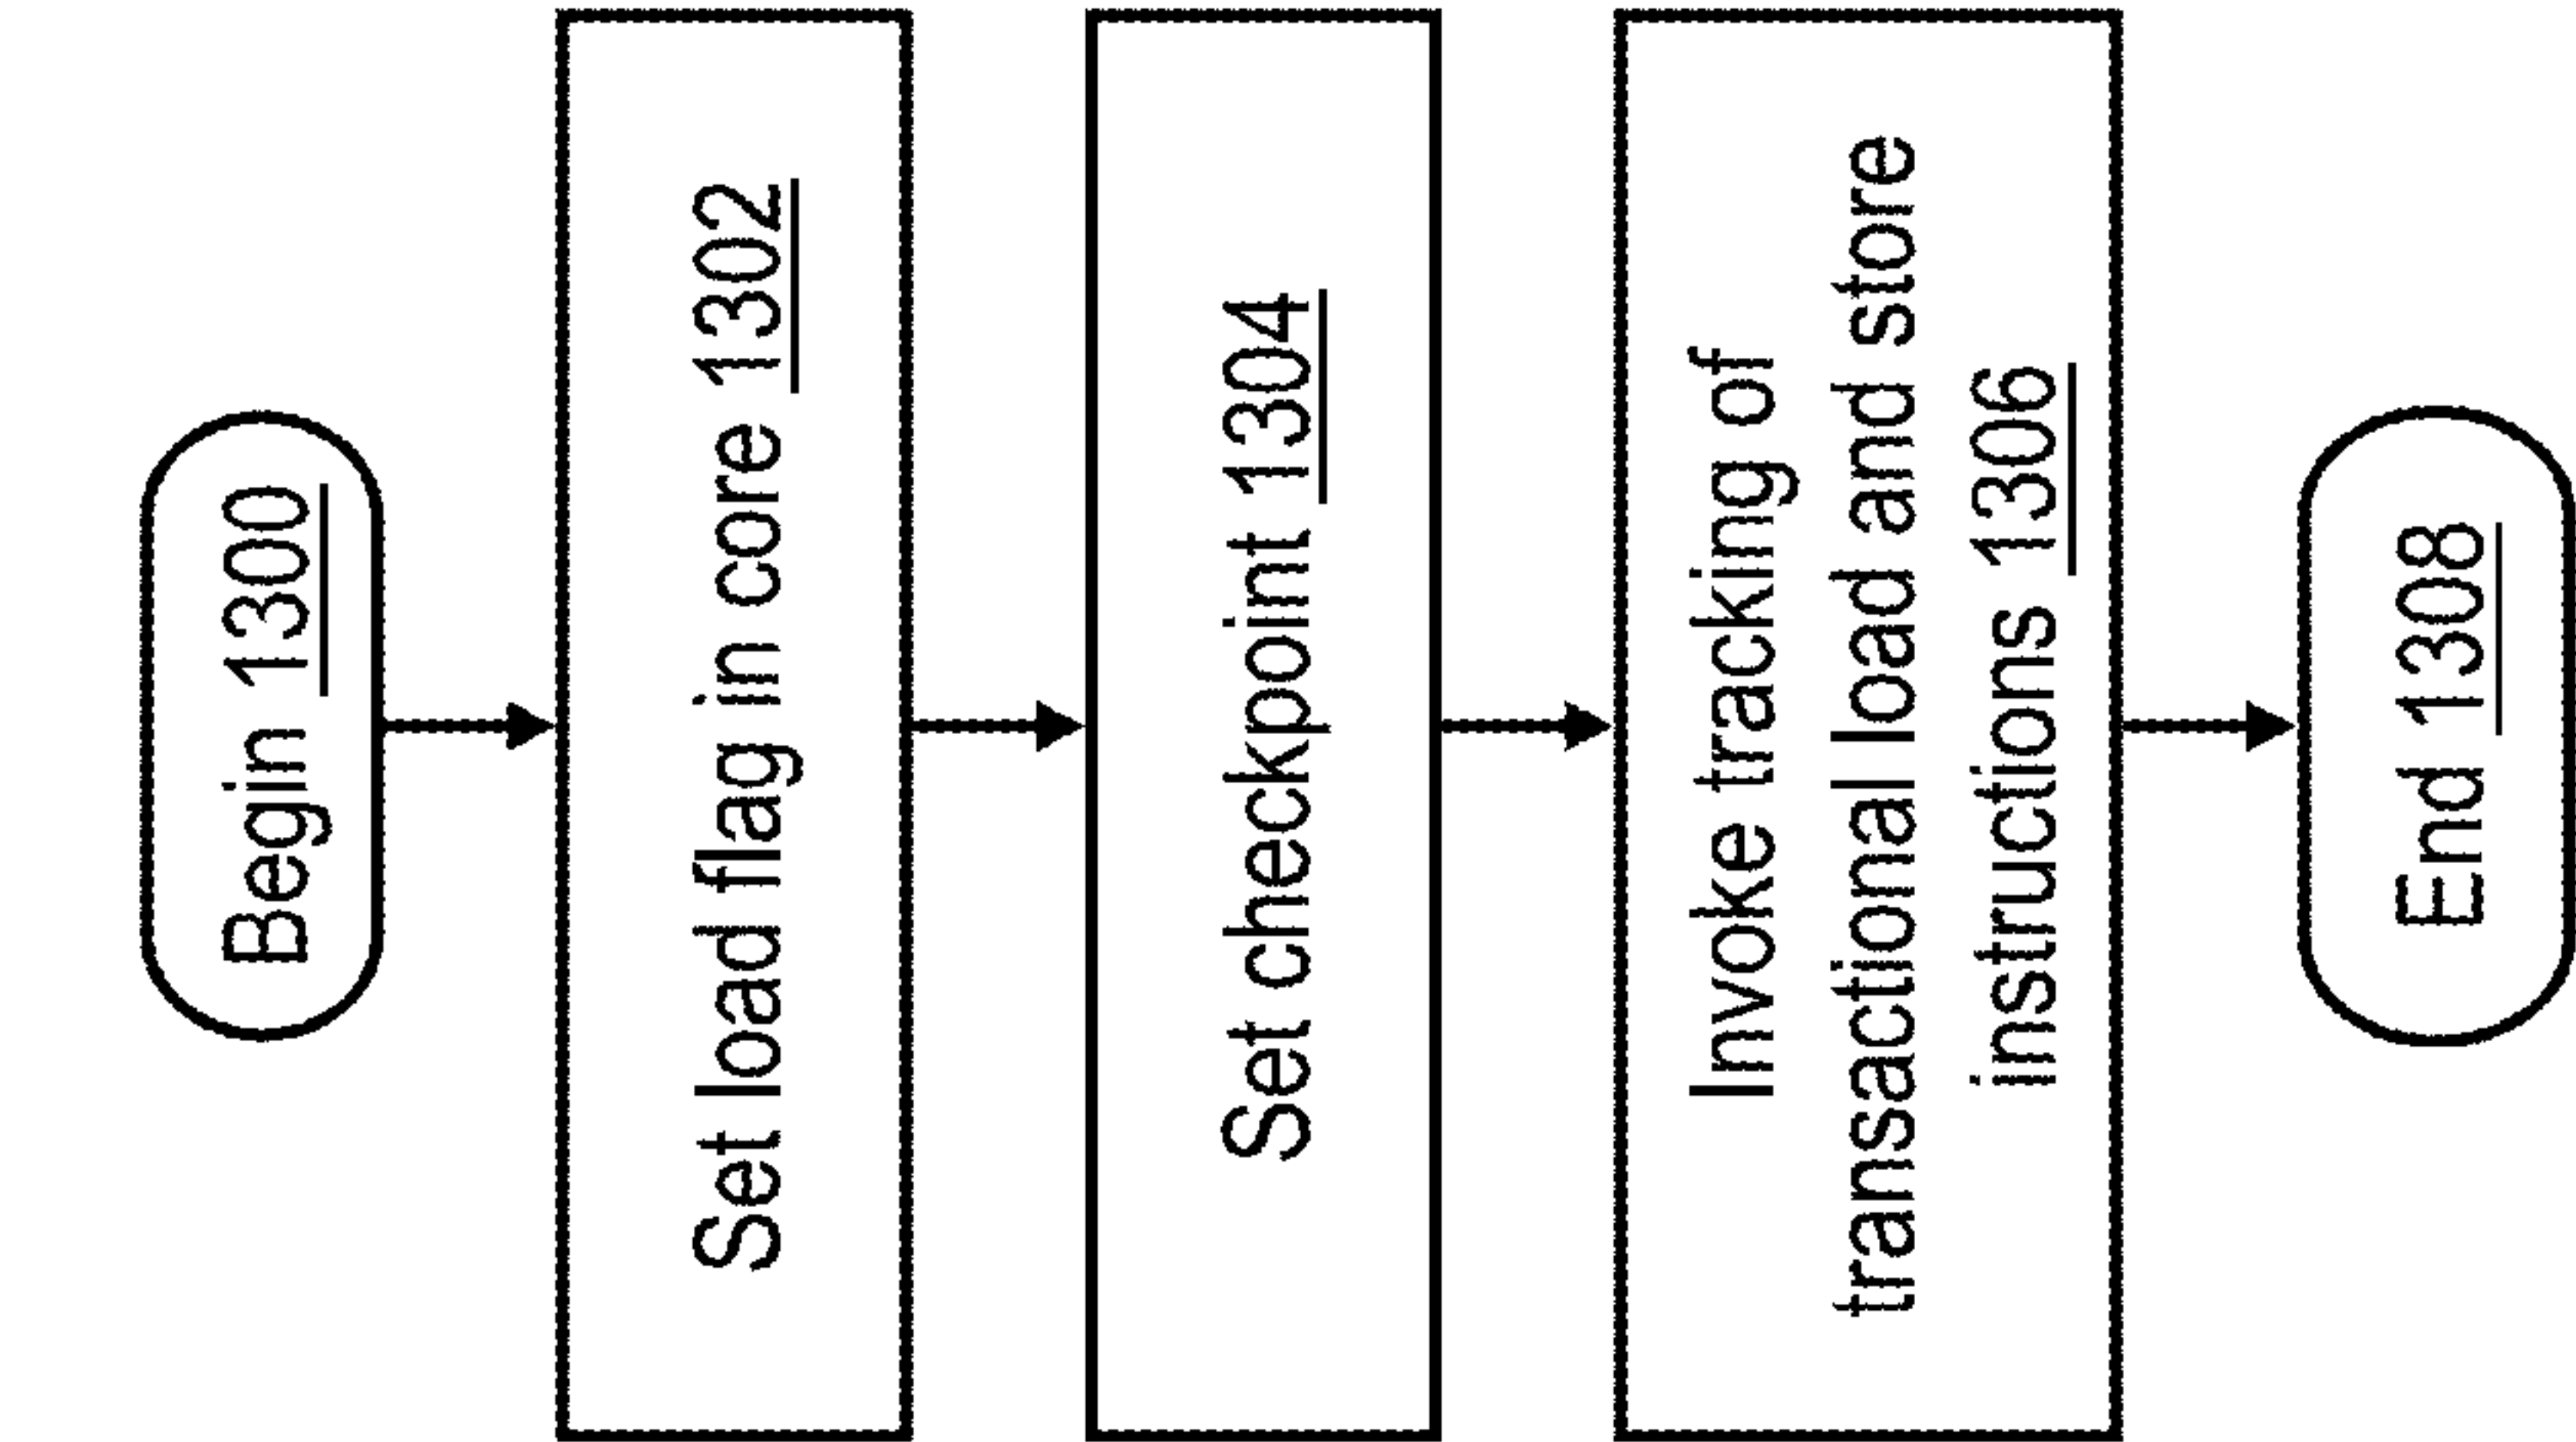 Begin 1300
Set load flag in core 1302
Set checkpoint 1304
Invoke tracking of
transactional load and store
instructions 1306
End 1308